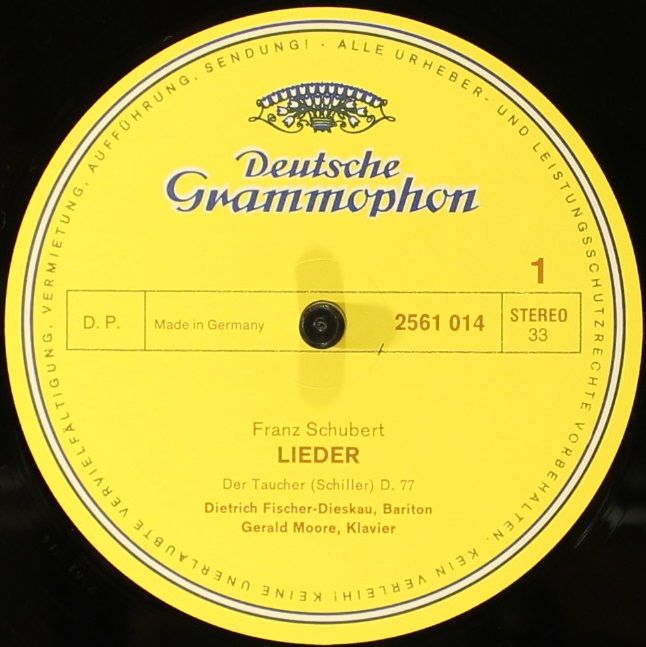 ALLE URHEBER- UND LEISTUNGSSCHUTZRECHTE VORBEHALTEN. KEIN VERLEIH! KEINE UNERLAUBTE VERVIELFÄLTIGUNG, VERMIETUNG, AUFFÜHRUNG, SENDUNG! ·
Deutsche
Grammophon
1
D. P.
Made in Germany
2561 014
STEREO
33
Franz Schubert
LIEDER
Der Taucher (Schiller) D. 77
Dietrich Fischer-Dieskau, Bariton
Gerald Moore, Klavier